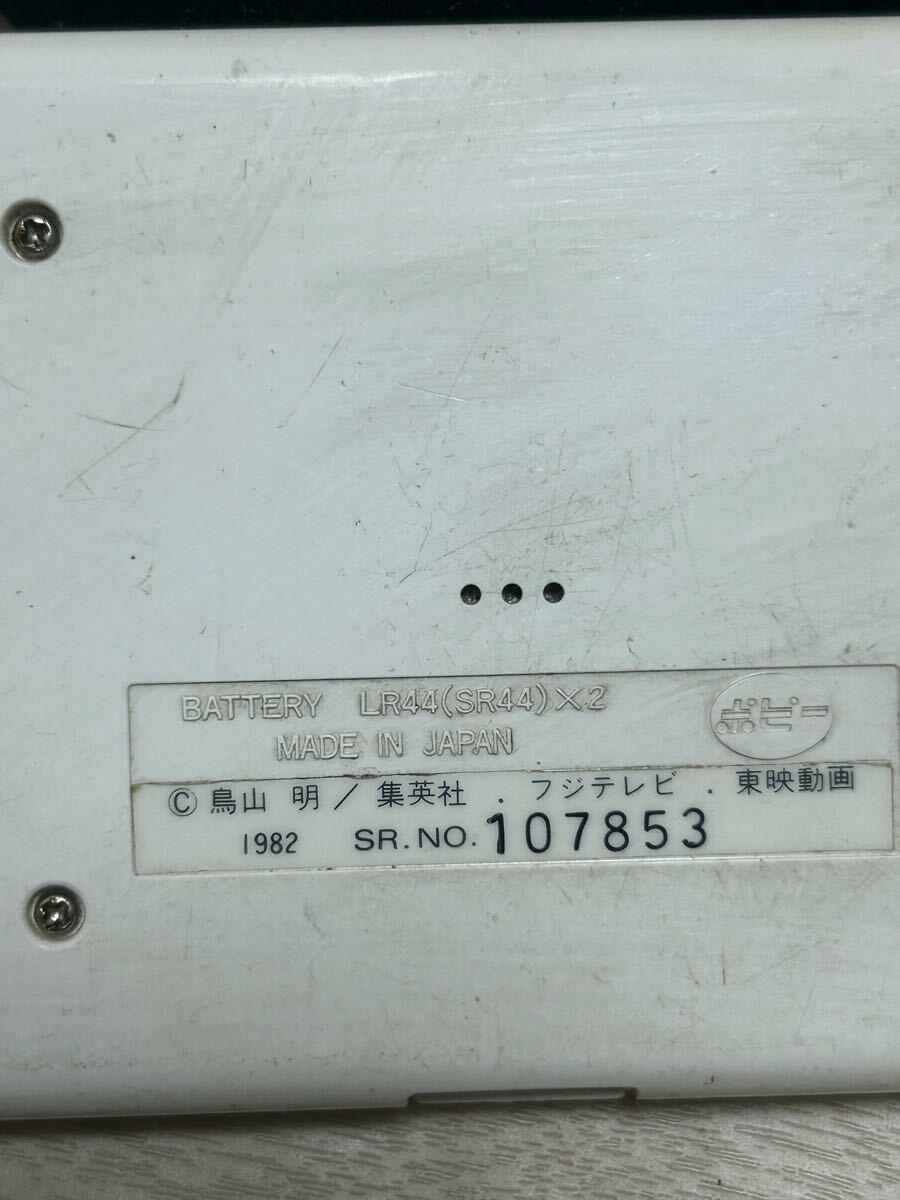 BATTERY LR44(SR44)×2
MADE IN JAPAN
ポピー
©鳥山 明/集英社.フジテレビ.東映動画
1982 SR.NO.107853